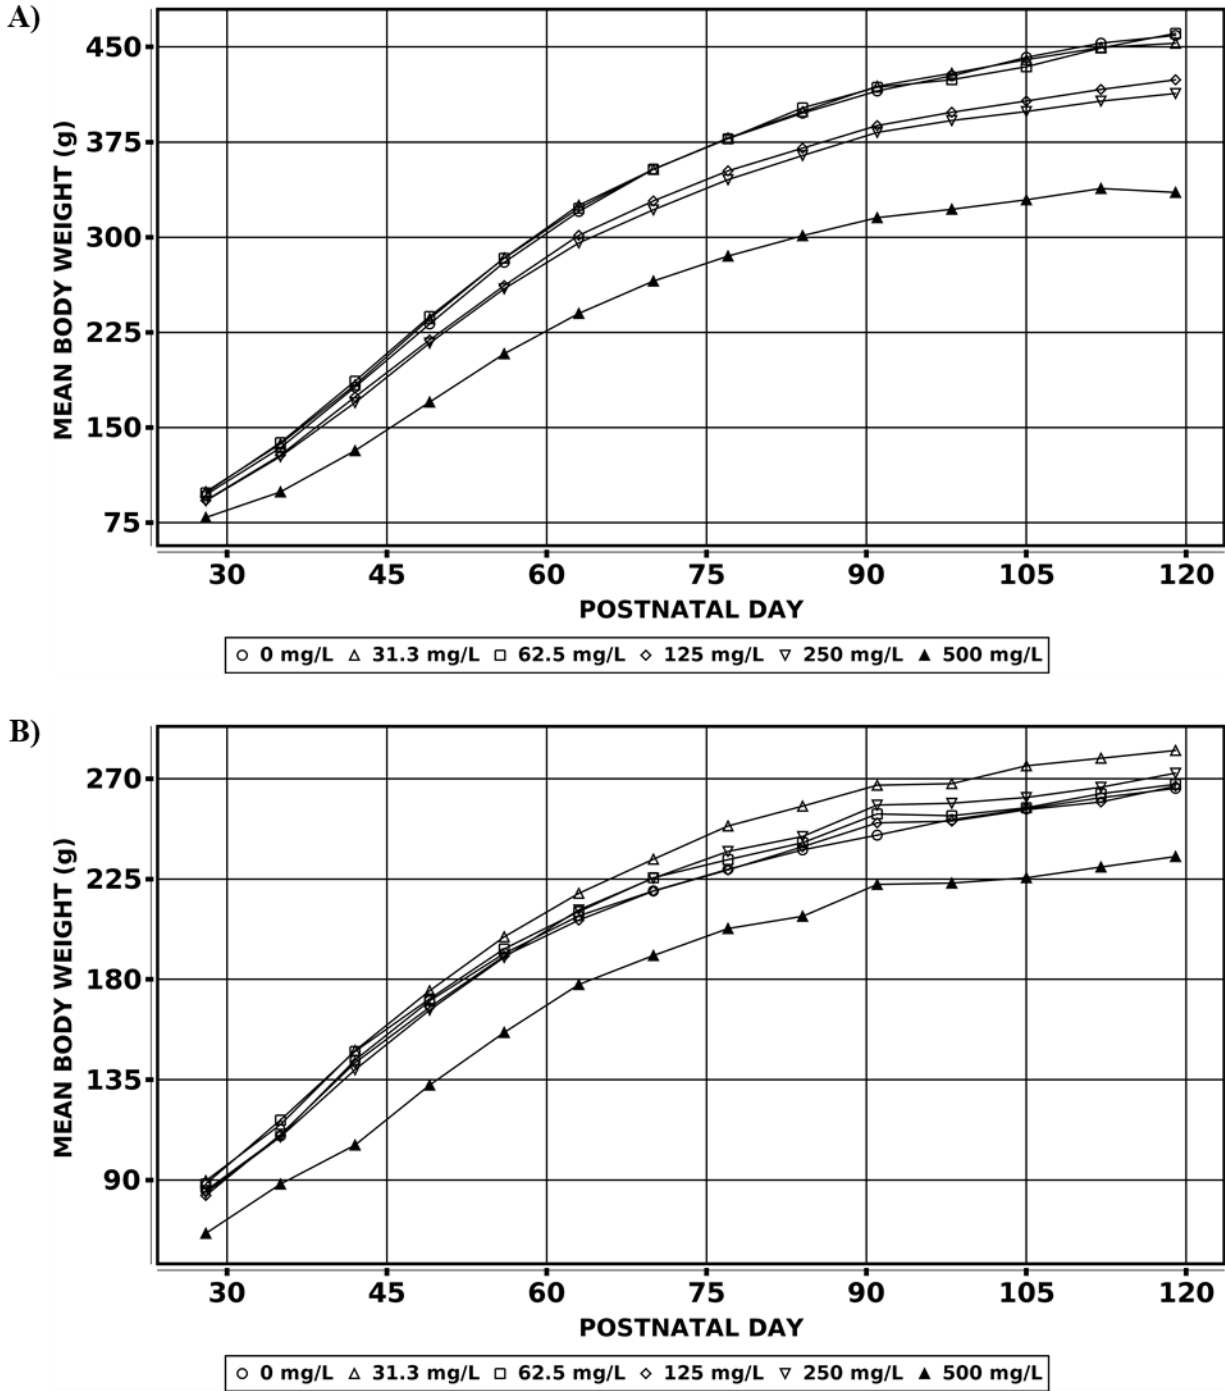 A)
MEAN BODY WEIGHT (g)
450
375
300
225
150
75
30 45 60 75 90 105 120
POSTNATAL DAY
0 mg/L 31.3 mg/L 62.5 mg/L 125 mg/L 250 mg/L 500 mg/L
B)
MEAN BODY WEIGHT (g)
270
225
180
135
90
30 45 60 75 90 105 120
POSTNATAL DAY
0 mg/L 31.3 mg/L 62.5 mg/L 125 mg/L 250 mg/L 500 mg/L